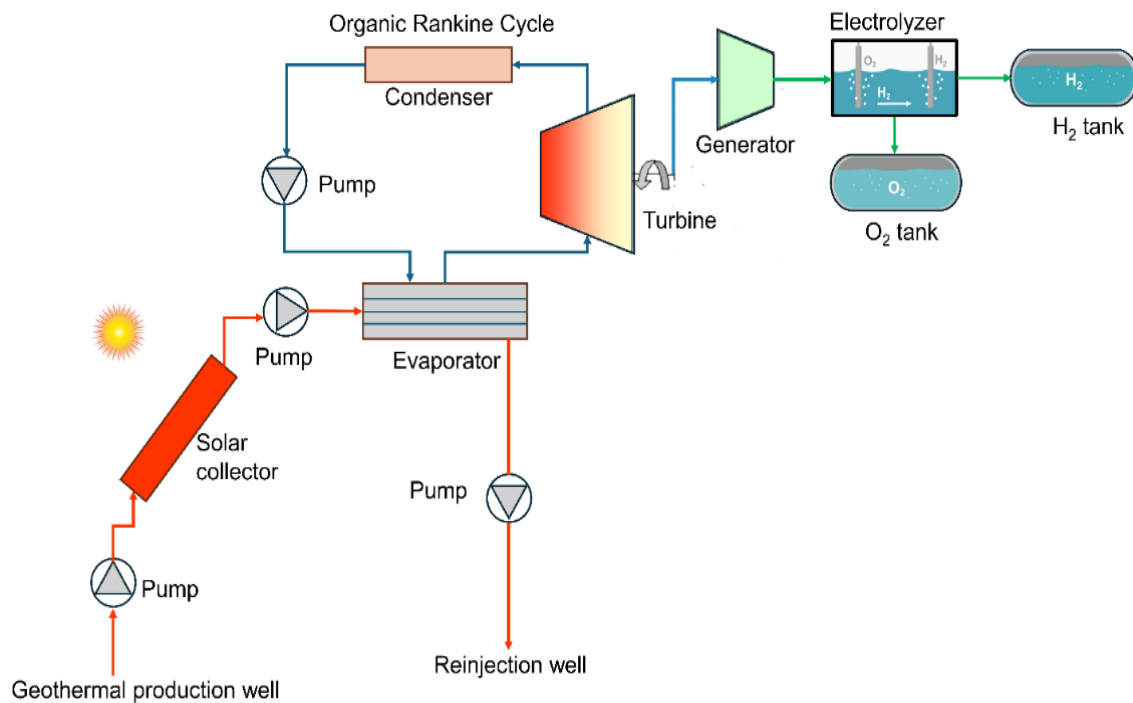 Organic Rankine Cycle
Condenser
Pump
Turbine
Generator
Electrolyzer
O₂
H₂
H₂
H₂
H₂ tank
O₂
O₂ tank
Pump
Evaporator
Solar
collector
Pump
Pump
Geothermal production well
Reinjection well